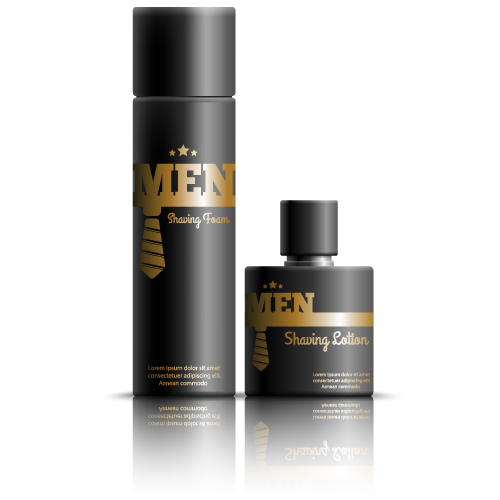 MEN
Shaving Foam
Lorem ipsum dolor sit amet
consectetuer adipiscing elit.
Aenean commodo
MEN
Shaving Lotion
Lorem ipsum dolor sit amet
consectetuer adipiscing elit.
Aenean commodo